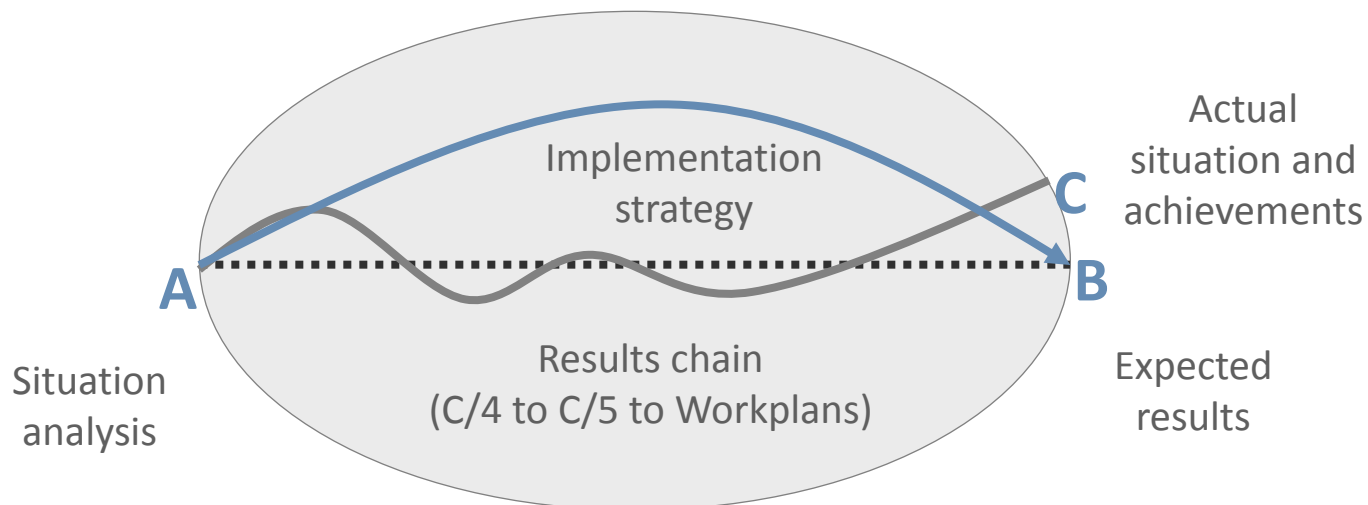 Implementation
strategy
Actual
situation and
achievements
C
A
B
Situation
analysis
Results chain
(C/4 to C/5 to Workplans)
Expected
results